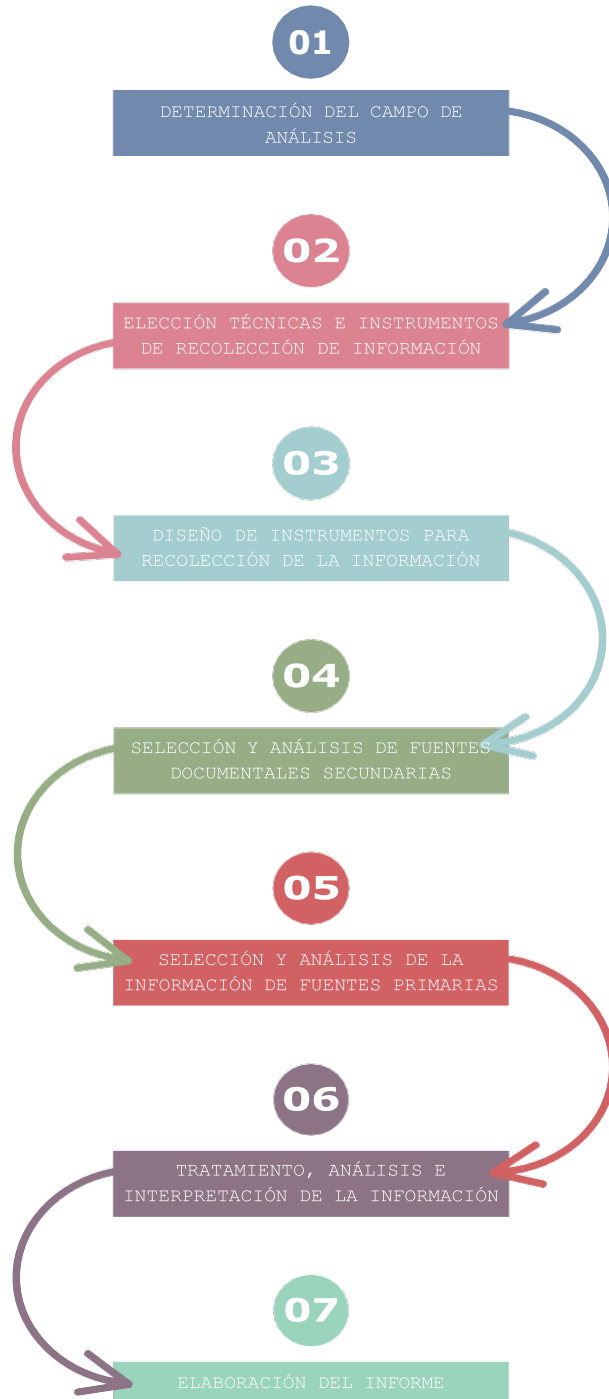 01
DETERMINACIÓN DEL CAMPO DE
ANÁLISIS
02
ELECCIÓN TÉCNICAS E INSTRUMENTOS
DE RECOLECCIÓN DE INFORMACIÓN
03
DISEÑO DE INSTRUMENTOS PARA
RECOLECCIÓN DE LA INFORMACIÓN
04
SELECCIÓN Y ANÁLISIS DE FUENTES
DOCUMENTALES SECUNDARIAS
05
SELECCIÓN Y ANÁLISIS DE LA
INFORMACIÓN DE FUENTES PRIMARIAS
06
TRATAMIENTO, ANÁLISIS E
INTERPRETACIÓN DE LA INFORMACIÓN
07
ELABORACIÓN DEL INFORME